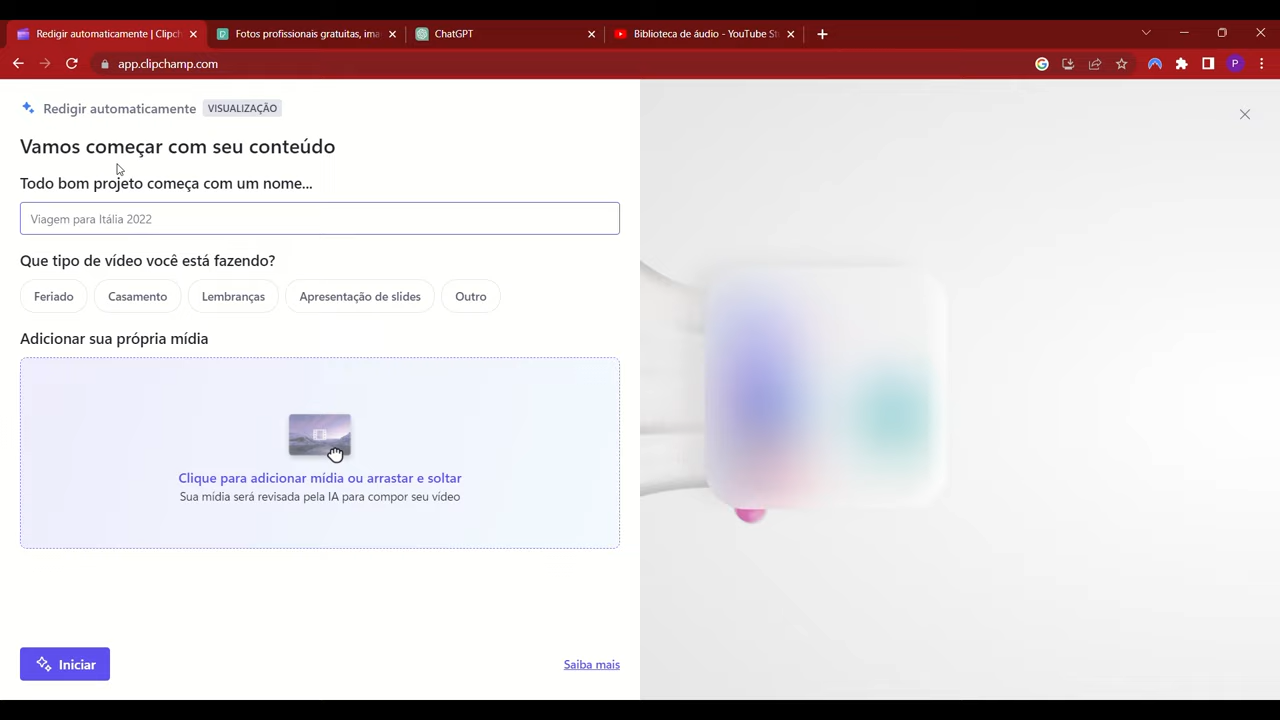 Redigir automaticamente | Clipch
Fotos profissionais gratuitas, ima
ChatGPT
Biblioteca de áudio - YouTube St
app.clipchamp.com
P
Redigir automaticamente VISUALIZAÇÃO
Vamos começar com seu conteúdo
Todo bom projeto começa com um nome...
Viagem para Itália 2022
Que tipo de vídeo você está fazendo?
Feriado
Casamento
Lembranças
Apresentação de slides
Outro
Adicionar sua própria mídia
Clique para adicionar mídia ou arrastar e soltar
Sua mídia será revisada pela IA para compor seu vídeo
Iniciar
Saiba mais